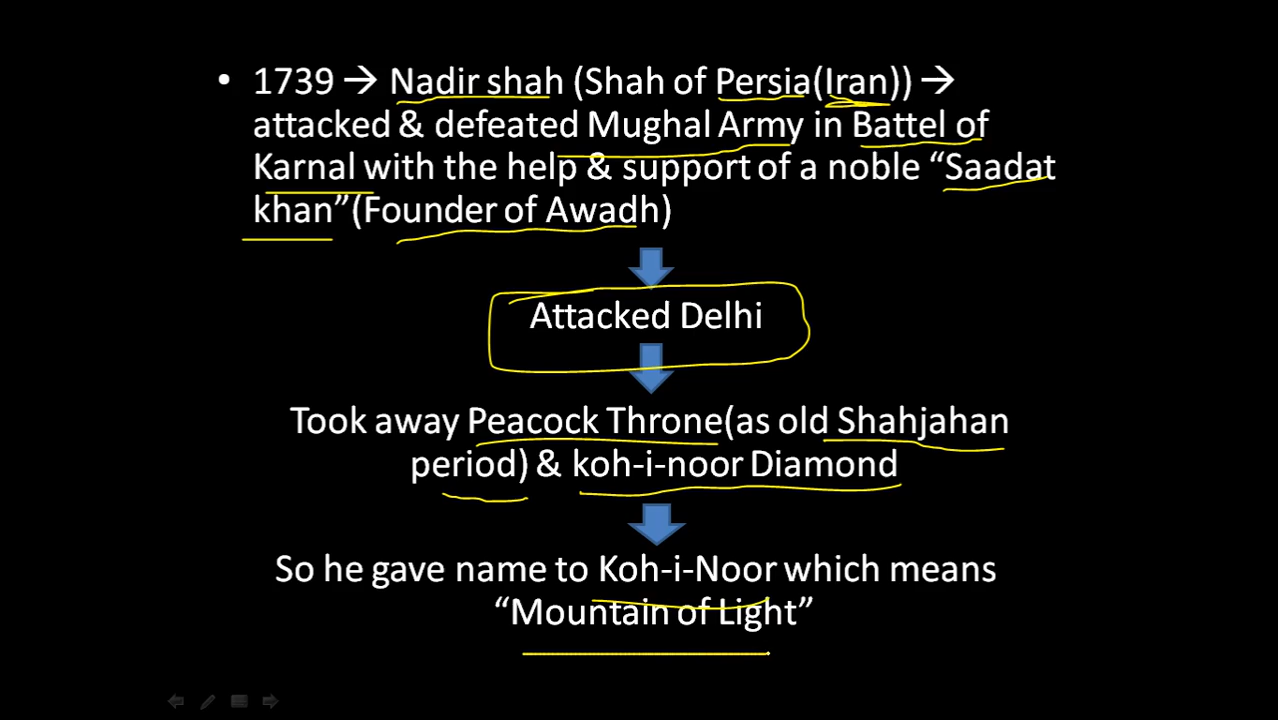 • 1739 → Nadir shah (Shah of Persia(Iran)) →
attacked & defeated Mughal Army in Battel of
Karnal with the help & support of a noble “Saadat
khan”(Founder of Awadh)
Attacked Delhi
Took away Peacock Throne(as old Shahjahan
period) & koh-i-noor Diamond
So he gave name to Koh-i-Noor which means
“Mountain of Light”